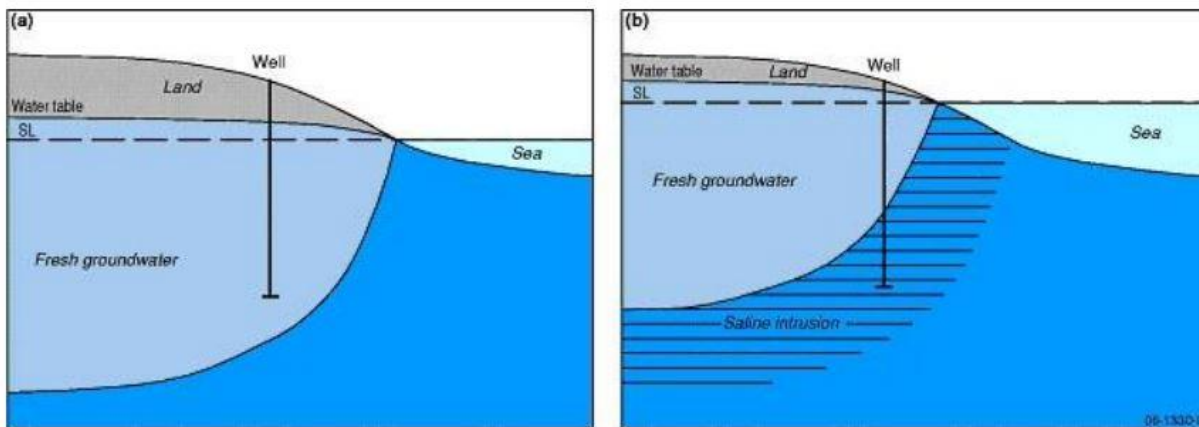 (a)
Well
Land
Water table
SL
Sea
Fresh groundwater
(b)
Well
Land
Water table
SL
Sea
Fresh groundwater
Saline intrusion